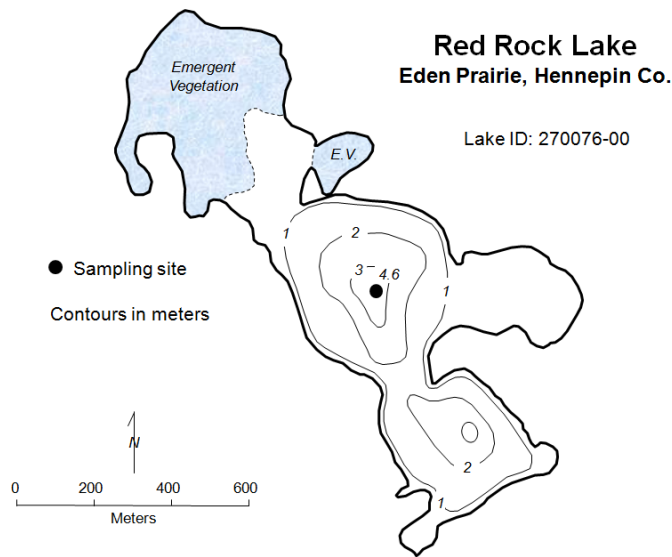 Red Rock Lake
Eden Prairie, Hennepin Co.
Lake ID: 270076-00
Emergent
Vegetation
E.V.
1
2
3
4.6
1
Sampling site
Contours in meters
N
2
1
0 200 400 600
Meters